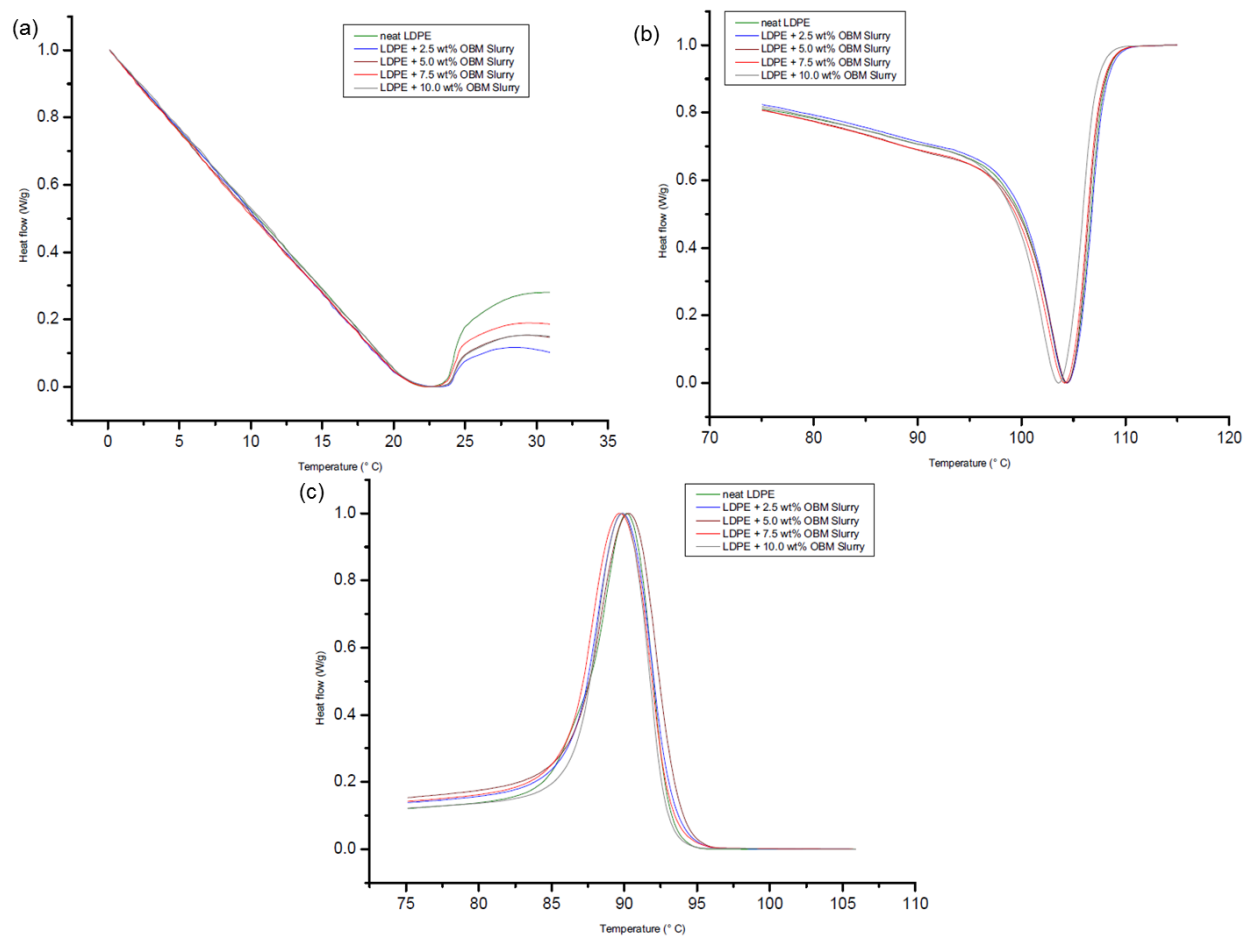 (a)
neat LDPE
LDPE + 2.5 wt% OBM Slurry
LDPE + 5.0 wt% OBM Slurry
LDPE + 7.5 wt% OBM Slurry
LDPE + 10.0 wt% OBM Slurry
1.0
0.8
0.6
0.4
0.2
0.0
Heat flow (W/g)
0
5
10
15
20
25
30
35
Temperature (° C)
(b)
neat LDPE
LDPE + 2.5 wt% OBM Slurry
LDPE + 5.0 wt% OBM Slurry
LDPE + 7.5 wt% OBM Slurry
LDPE + 10.0 wt% OBM Slurry
1.0
0.8
0.6
0.4
0.2
0.0
Heat flow (W/g)
70
80
90
100
110
120
Temperature (° C)
(c)
neat LDPE
LDPE + 2.5 wt% OBM Slurry
LDPE + 5.0 wt% OBM Slurry
LDPE + 7.5 wt% OBM Slurry
LDPE + 10.0 wt% OBM Slurry
1.0
0.8
0.6
0.4
0.2
0.0
Heat flow (W/g)
75
80
85
90
95
100
105
110
Temperature (° C)